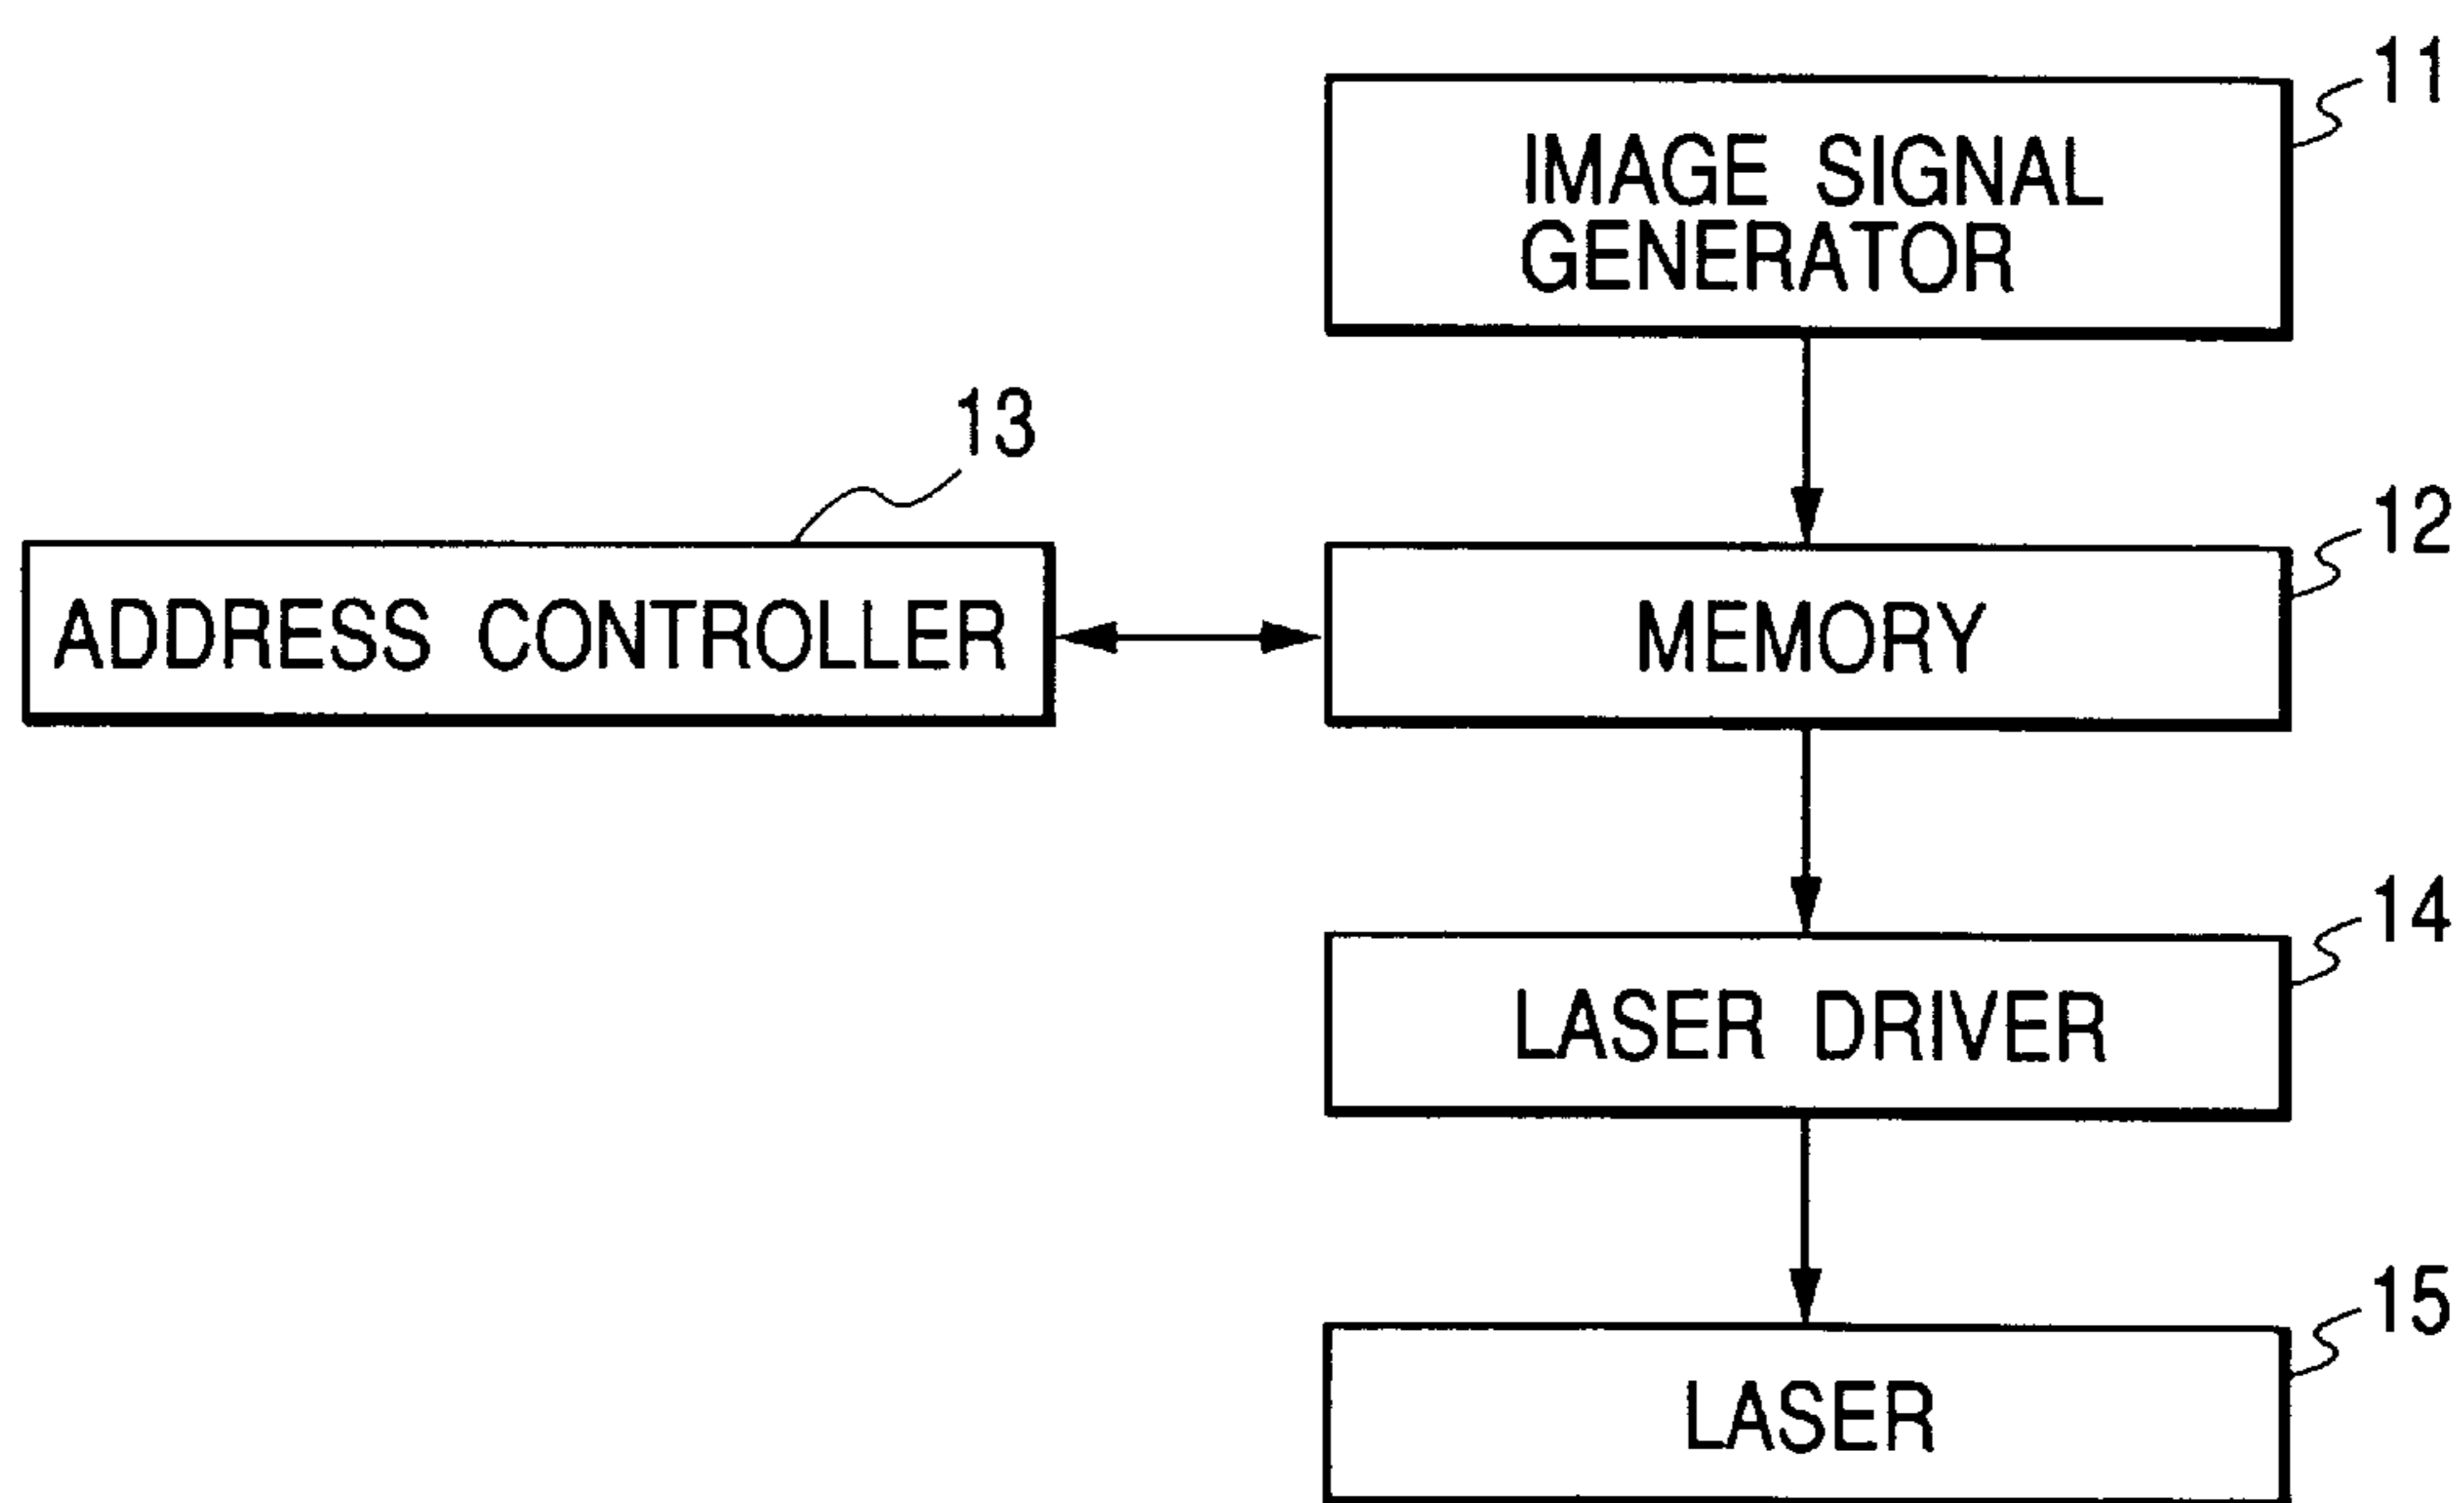 11
IMAGE SIGNAL
GENERATOR
13
12
ADDRESS CONTROLLER
MEMORY
14
LASER DRIVER
15
LASER